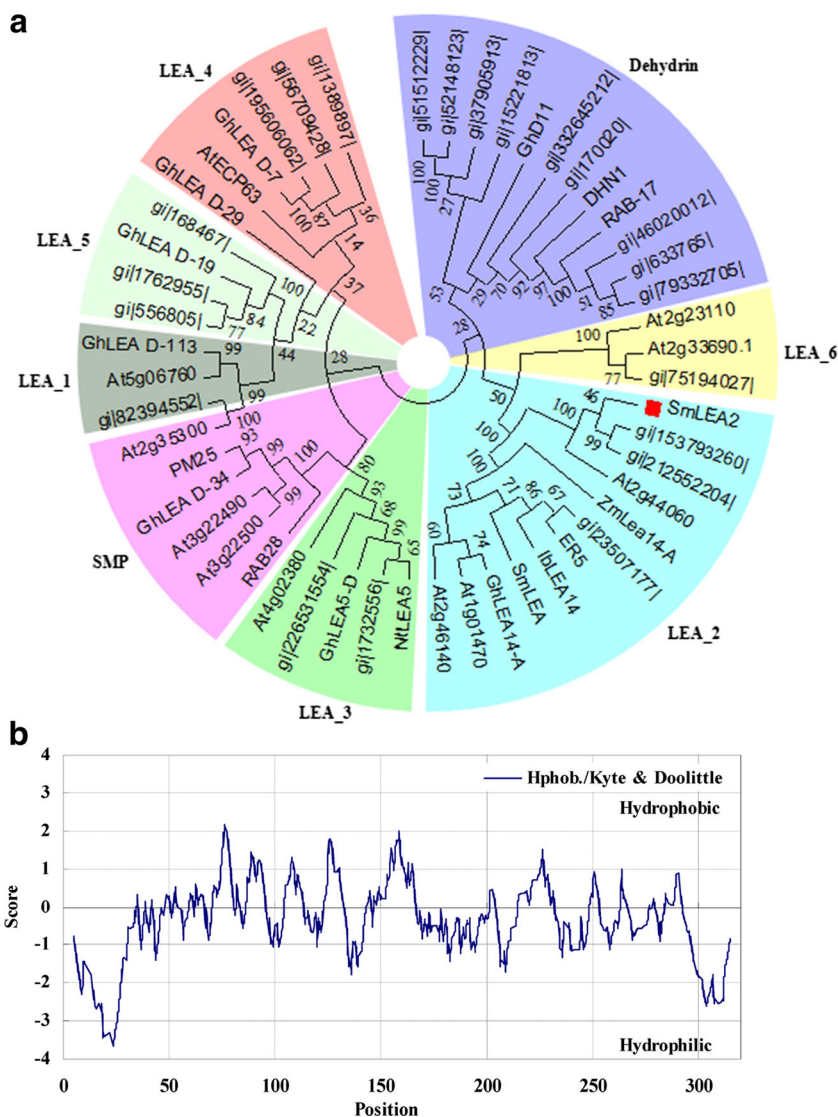 a
LEA_4
gi|1389897|
gi|56709428|
gi|195606062|
GhLEA D-7
AtECP63
GhLEA D-29
36
14
87
100
37
Dehydrin
gi|51512229|
gi|52148123|
gi|37905913|
gi|15221813|
GhD11
gi|332645212|
gi|170020|
DHN1
RAB-17
gi|46020012|
gi|633765|
gi|79332705|
100
100
27
53
29
70
92
97
100
51
85
28
LEA_5
gi|168467|
GhLEA D-19
gi|1762955|
gi|556805|
100
84
77
22
44
28
LEA_1
GhLEA D-113
At5g06760
gi|82394552|
99
99
100
LEA_6
At2g23110
At2g33690.1
gi|75194027|
100
77
50
LEA_2
SmLEA2
gi|153793260|
gi|212552204|
At2g44060
ZmLea14-A
gi|23507177|
ER5
IbLEA14
SmLEA
GhLEA14-A
At1g01470
At2g46140
46
100
99
100
100
73
71
86
67
74
60
SMP
At2g35300
PM25
GhLEA D-34
At3g22490
At3g22500
RAB28
93
99
100
99
80
LEA_3
At4g02380
gi|226531554|
GhLEA5-D
gi|1732556|
NtLEA5
93
68
99
65
b
Hphob./Kyte & Doolittle
Hydrophobic
Hydrophilic
Score
4
3
2
1
0
-1
-2
-3
-4
0 50 100 150 200 250 300
Position